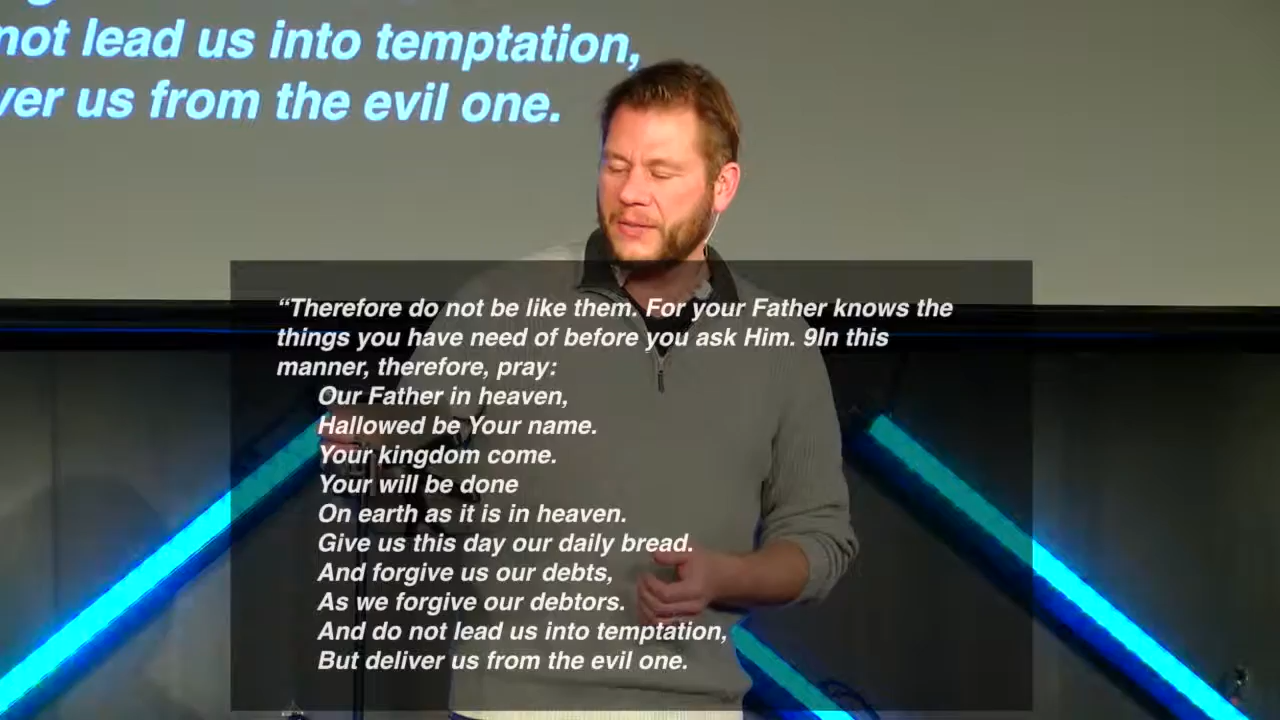 not lead us into temptation,
us from the evil one.
“Therefore do not be like them. For your Father knows the
things you have need of before you ask Him. 9In this
manner, therefore, pray:
Our Father in heaven,
Hallowed be Your name.
Your kingdom come.
Your will be done
On earth as it is in heaven.
Give us this day our daily bread.
And forgive us our debts,
As we forgive our debtors.
And do not lead us into temptation,
But deliver us from the evil one.